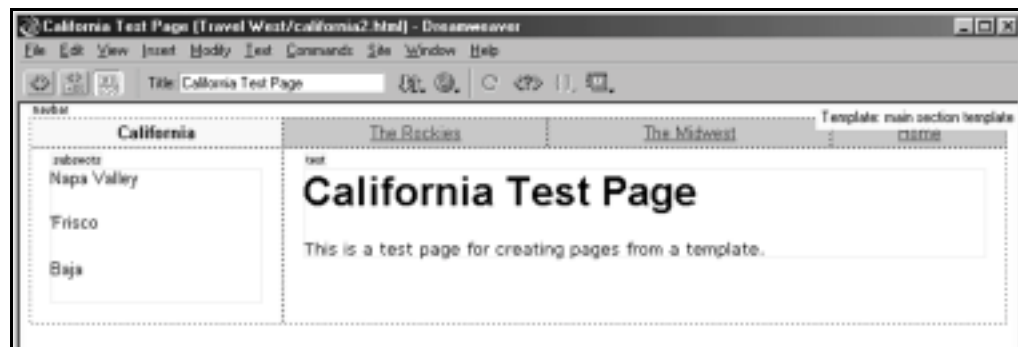 California Test Page (Travel West/california2.html) - Dreamweaver
File Edit View Insert Modify Text Commands Site Window Help
Title: California Test Page
navbar
Template: main section template
California The Rockies The Midwest Home
subsects
Napa Valley
'Frisco
Baja
text
California Test Page
This is a test page for creating pages from a template.